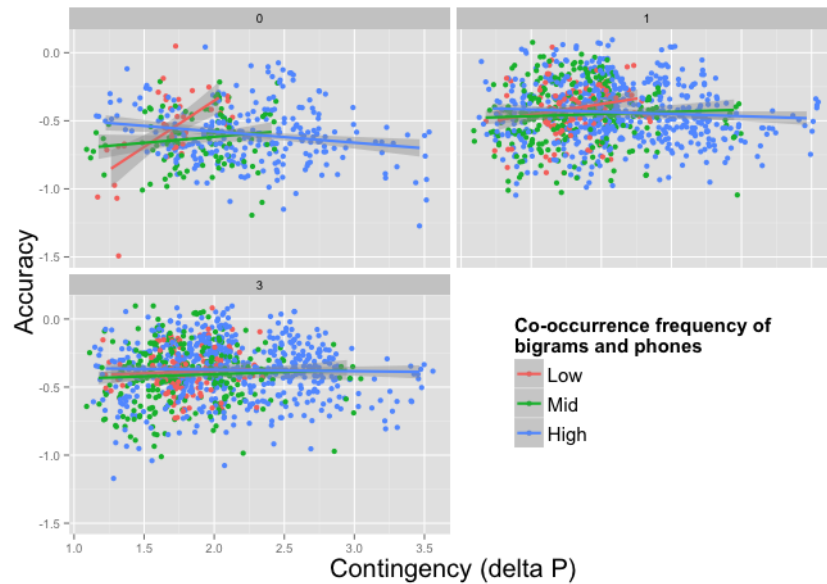 0
1
0.0
-0.5
-1.0
-1.5
3
0.0
-0.5
-1.0
-1.5
1.0 1.5 2.0 2.5 3.0 3.5
Accuracy
Contingency (delta P)
Co-occurrence frequency of
bigrams and phones
Low
Mid
High